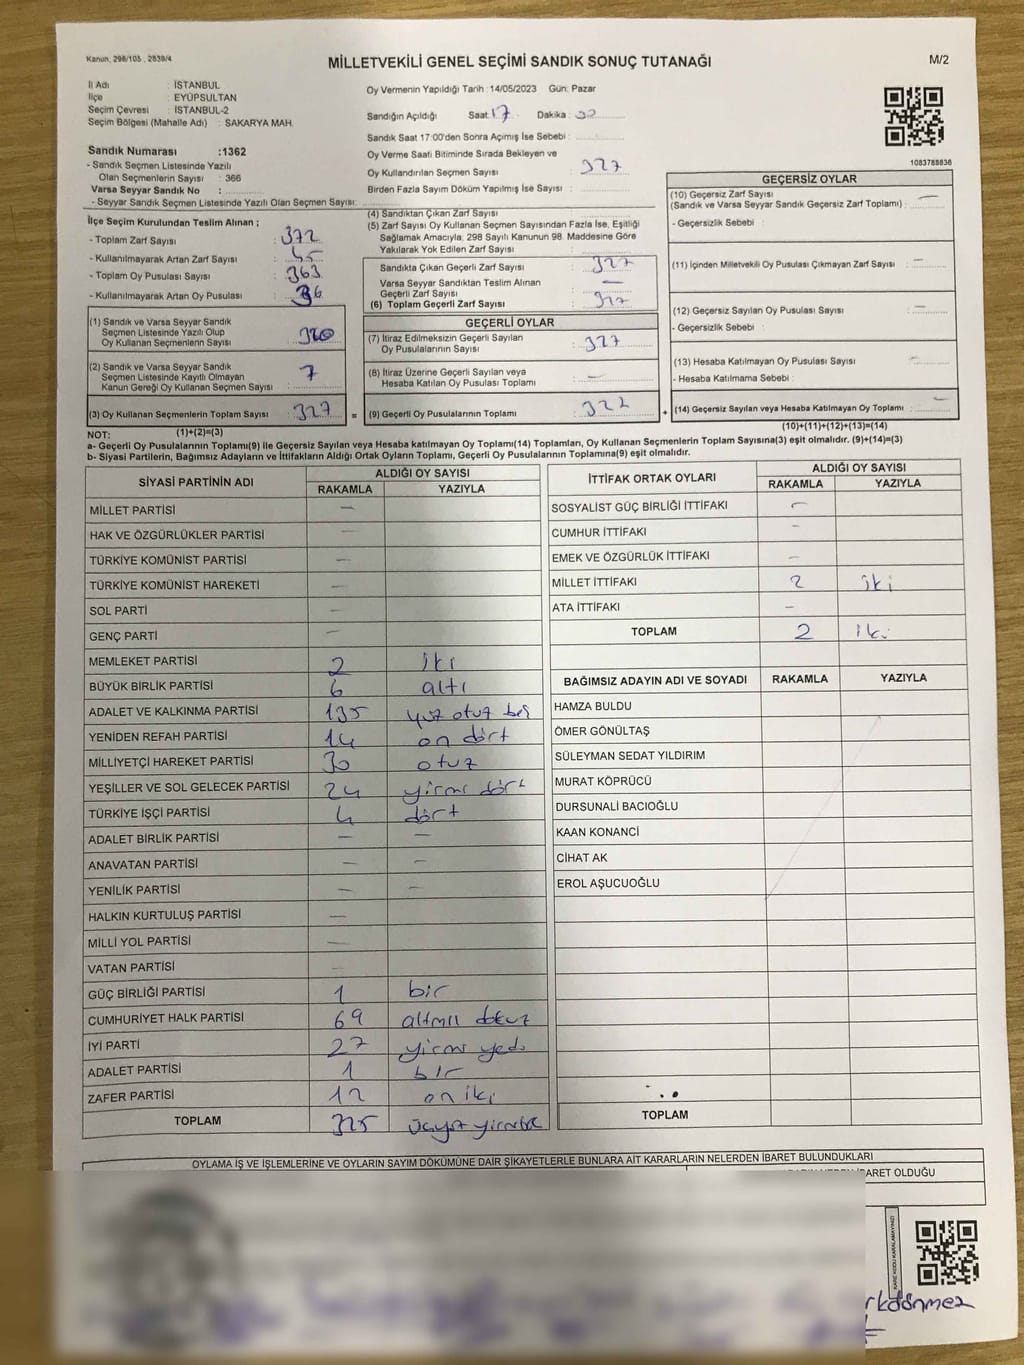 Kanun, 298/105 , 2839/4
MİLLETVEKİLİ GENEL SEÇİMİ SANDIK SONUÇ TUTANAĞI
M/2
İl Adı : İSTANBUL
İlçe : EYÜPSULTAN
Seçim Çevresi : İSTANBUL-2
Seçim Bölgesi (Mahalle Adı) : SAKARYA MAH.
Sandık Numarası :1362
- Sandık Seçmen Listesinde Yazılı
Olan Seçmenlerin Sayısı : 366
Varsa Seyyar Sandık No :
- Seyyar Sandık Seçmen Listesinde Yazılı Olan Seçmen Sayısı:
Oy Vermenin Yapıldığı Tarih :14/05/2023 Gün: Pazar
Sandığın Açıldığı Saat 17 Dakika :
Sandık Saat 17:00'den Sonra Açımış İse Sebebi :
Oy Verme Saati Bitiminde Sırada Bekleyen ve
Oy Kullandırılan Seçmen Sayısı : 327
Birden Fazla Sayım Döküm Yapılmış İse Sayısı :
1083788836
İlçe Seçim Kurulundan Teslim Alınan ;
- Toplam Zarf Sayısı : 372
- Kullanılmayarak Artan Zarf Sayısı : 45
- Toplam Oy Pusulası Sayısı : 363
- Kullanılmayarak Artan Oy Pusulası : 36
(1) Sandık ve Varsa Seyyar Sandık
Seçmen Listesinde Yazılı Olup
Oy Kullanan Seçmenlerin Sayısı : 320
(2) Sandık ve Varsa Seyyar Sandık
Seçmen Listesinde Kayıtlı Olmayan
Kanun Gereği Oy Kullanan Seçmen Sayısı : 7
(3) Oy Kullanan Seçmenlerin Toplam Sayısı : 327 =
(1)+(2)=(3)
(4) Sandıktan Çıkan Zarf Sayısı
(5) Zarf Sayısı Oy Kullanan Seçmen Sayısından Fazla İse, Eşitliği
Sağlamak Amacıyla, 298 Sayılı Kanunun 98. Maddesine Göre
Yakılarak Yok Edilen Zarf Sayısı :
Sandıkta Çıkan Geçerli Zarf Sayısı : 327
Varsa Seyyar Sandıktan Teslim Alınan
Geçerli Zarf Sayısı : —
(6) Toplam Geçerli Zarf Sayısı : 327
GEÇERLİ OYLAR
(7) İtiraz Edilmeksizin Geçerli Sayılan
Oy Pusulalarının Sayısı : 327
(8) İtiraz Üzerine Geçerli Sayılan veya
Hesaba Katılan Oy Pusulası Toplamı : —
(9) Geçerli Oy Pusulalarının Toplamı : +
GEÇERSİZ OYLAR
(10) Geçersiz Zarf Sayısı : —
(Sandık ve Varsa Seyyar Sandık Geçersiz Zarf Toplamı)
- Geçersizlik Sebebi :
(11) İçinden Milletvekili Oy Pusulası Çıkmayan Zarf Sayısı : —
(12) Geçersiz Sayılan Oy Pusulası Sayısı : —
- Geçersizlik Sebebi :
(13) Hesaba Katılmayan Oy Pusulası Sayısı : —
- Hesaba Katılmama Sebebi :
(14) Geçersiz Sayılan veya Hesaba Katılmayan Oy Toplamı : —
(10)+(11)+(12)+(13)=(14)
NOT:
a- Geçerli Oy Pusulalarının Toplamı(9) ile Geçersiz Sayılan veya Hesaba katılmayan Oy Toplamı(14) Toplamları, Oy Kullanan Seçmenlerin Toplam Sayısına(3) eşit olmalıdır. (9)+(14)=(3)
b- Siyasi Partilerin, Bağımsız Adayların ve İttifakların Aldığı Ortak Oyların Toplamı, Geçerli Oy Pusulalarının Toplamına(9) eşit olmalıdır.
SİYASİ PARTİNİN ADI ALDIĞI OY SAYISI
RAKAMLA YAZIYLA
MİLLET PARTİSİ —
HAK VE ÖZGÜRLÜKLER PARTİSİ —
TÜRKİYE KOMÜNİST PARTİSİ —
TÜRKİYE KOMÜNİST HAREKETİ —
SOL PARTİ —
GENÇ PARTİ —
MEMLEKET PARTİSİ 2 iki
BÜYÜK BİRLİK PARTİSİ 6 altı
ADALET VE KALKINMA PARTİSİ 135 yüz otuz beş
YENİDEN REFAH PARTİSİ 14 on dört
MİLLİYETÇİ HAREKET PARTİSİ 30 otuz
YEŞİLLER VE SOL GELECEK PARTİSİ 24 yirmi dört
TÜRKİYE İŞÇİ PARTİSİ 4 dört
ADALET BİRLİK PARTİSİ — —
ANAVATAN PARTİSİ — —
YENİLİK PARTİSİ — —
HALKIN KURTULUŞ PARTİSİ —
MİLLİ YOL PARTİSİ —
VATAN PARTİSİ —
GÜÇ BİRLİĞİ PARTİSİ 1 bir
CUMHURİYET HALK PARTİSİ 69 altmış dokuz
İYİ PARTİ 27 yirmi yedi
ADALET PARTİSİ 1 bir
ZAFER PARTİSİ 12 on iki
TOPLAM 325 üçyüz yirmibeş
İTTİFAK ORTAK OYLARI ALDIĞI OY SAYISI
RAKAMLA YAZIYLA
SOSYALİST GÜÇ BİRLİĞİ İTTİFAKI —
CUMHUR İTTİFAKI —
EMEK VE ÖZGÜRLÜK İTTİFAKI —
MİLLET İTTİFAKI 2 iki
ATA İTTİFAKI —
TOPLAM 2 iki
BAĞIMSIZ ADAYIN ADI VE SOYADI RAKAMLA YAZIYLA
HAMZA BULDU
ÖMER GÖNÜLTAŞ
SÜLEYMAN SEDAT YILDIRIM
MURAT KÖPRÜCÜ
DURSUNALİ BACIOĞLU
KAAN KONANCİ
CİHAT AK
EROL AŞUCUOĞLU
TOPLAM
OYLAMA İŞ VE İŞLEMLERİNE VE OYLARIN SAYIM DÖKÜMÜNE DAİR ŞİKAYETLERLE BUNLARA AİT KARARLARIN NELERDEN İBARET BULUNDUKLARI
BARET OLDUĞU
KARE KODU KARALAMAYINIZ!
rkdönmez